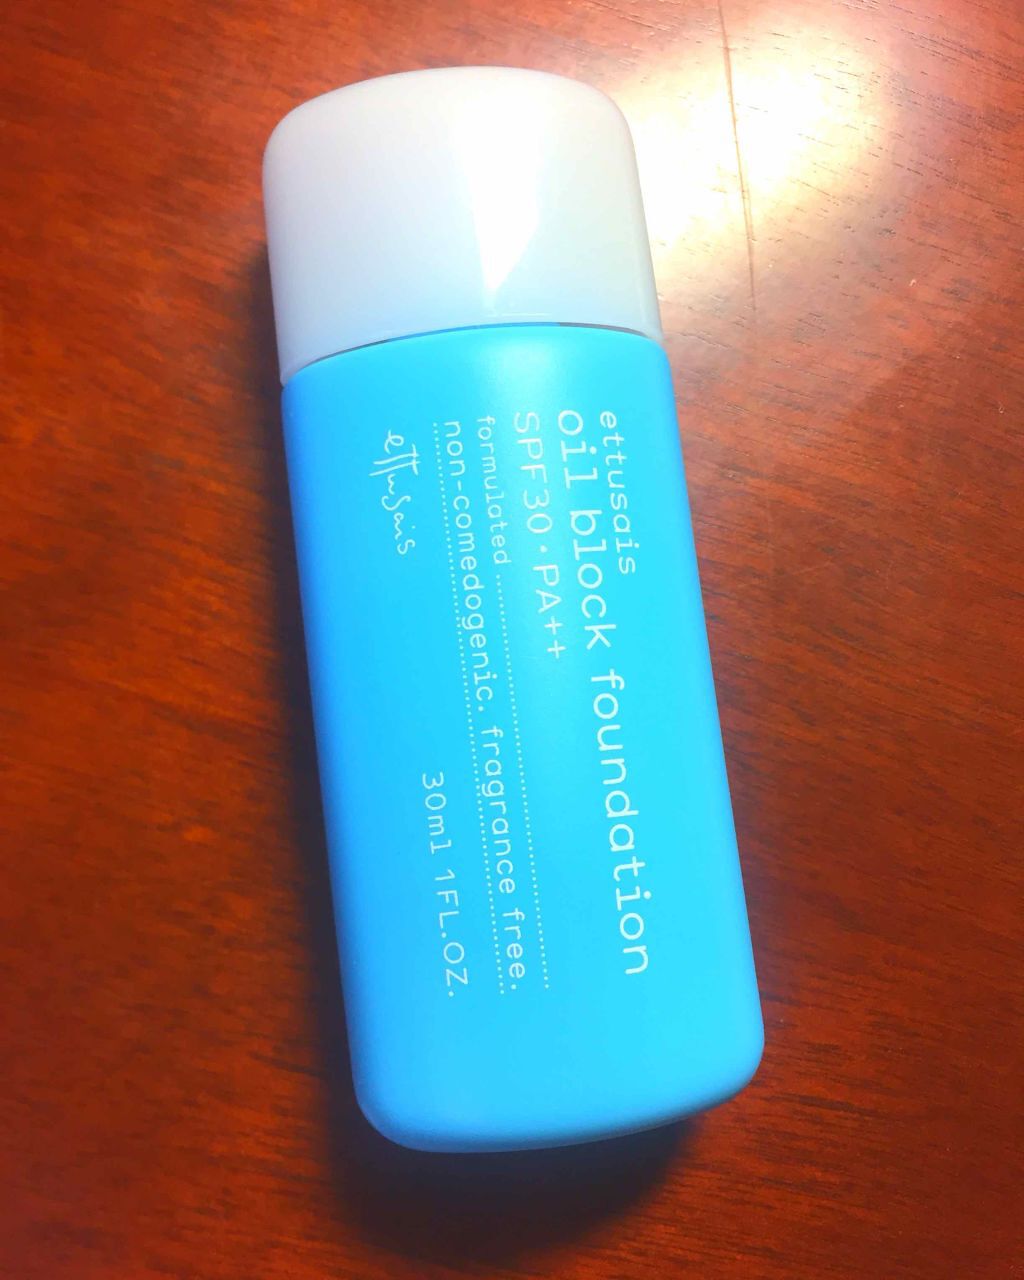 ettusais
oil block foundation
SPF30・PA++
formulated
non-comedogenic. fragrance free.
30ml 1FL.OZ.
ettusais